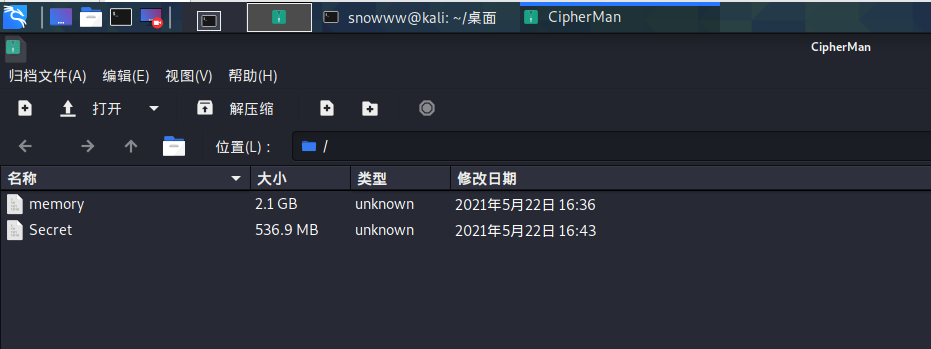 snowww@kali: ~/桌面 CipherMan
CipherMan
归档文件(A) 编辑(E) 视图(V) 帮助(H)
打开 解压缩
位置(L)： /
名称 大小 类型 修改日期
memory 2.1 GB unknown 2021年5月22日 16:36
Secret 536.9 MB unknown 2021年5月22日 16:43